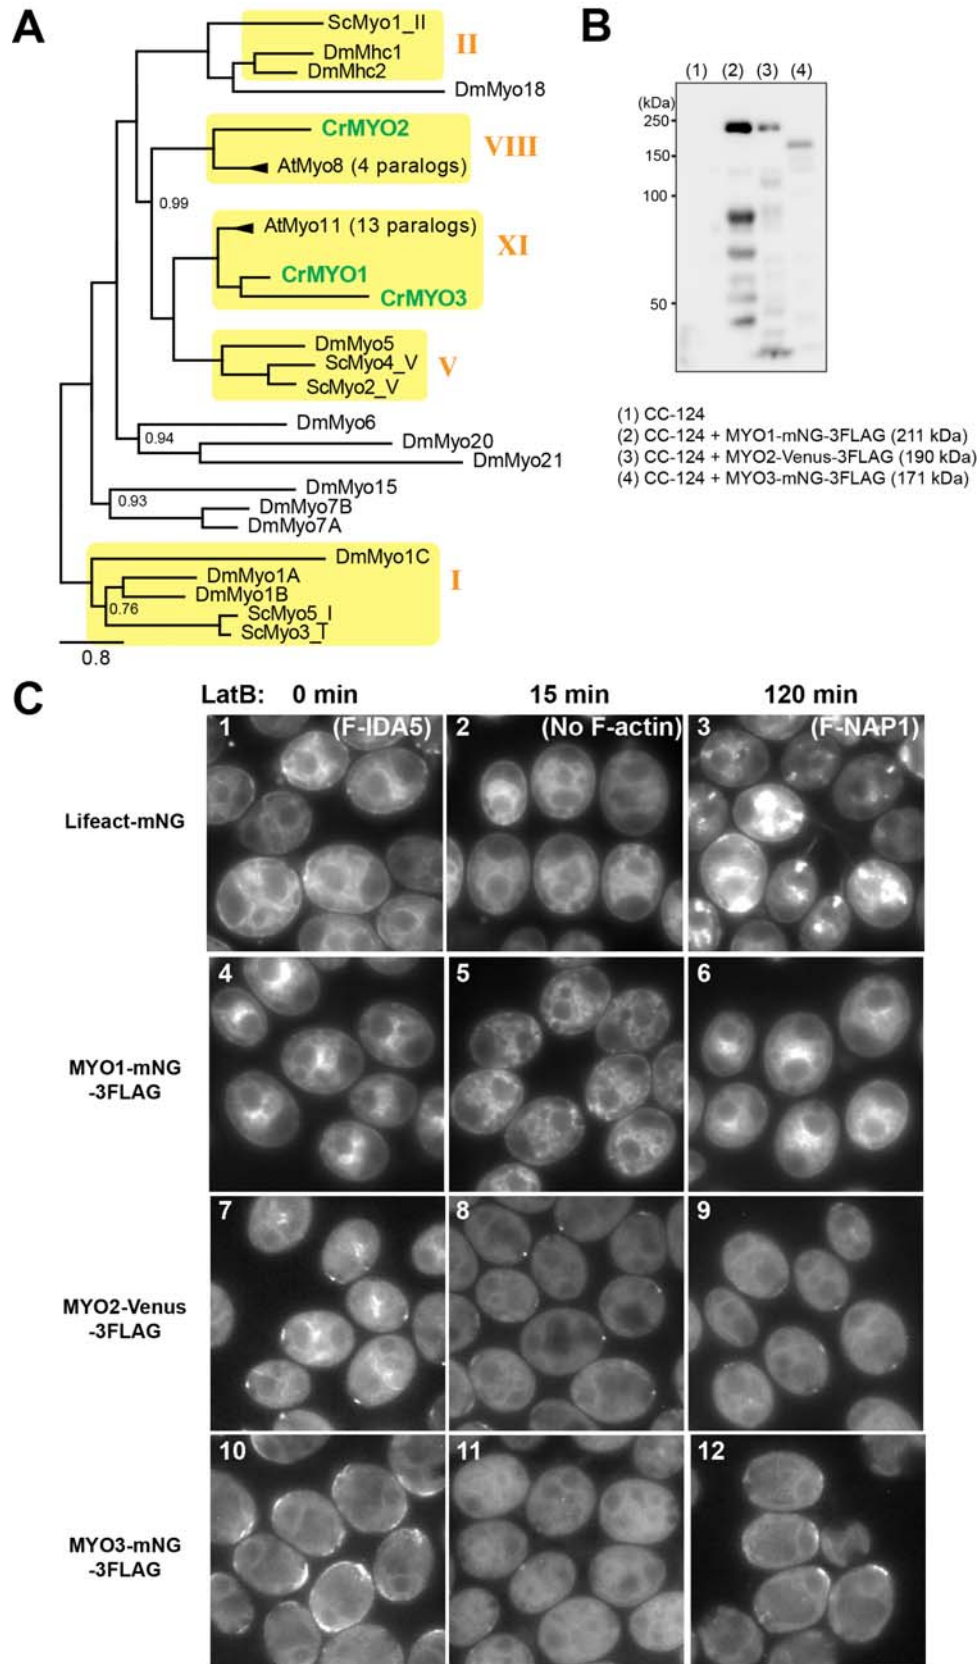 A
ScMyo1_II
DmMhc1
DmMhc2
II
DmMyo18
CrMYO2
AtMyo8 (4 paralogs)
VIII
0.99
AtMyo11 (13 paralogs)
XI
CrMYO1
CrMYO3
DmMyo5
ScMyo4_V
ScMyo2_V
V
DmMyo6
0.94
DmMyo20
DmMyo21
DmMyo15
0.93
DmMyo7B
DmMyo7A
DmMyo1C
DmMyo1A
DmMyo1B
I
0.76
ScMyo5_I
ScMyo3_T
0.8
B
(1) (2) (3) (4)
(kDa)
250
150
100
50
(1) CC-124
(2) CC-124 + MYO1-mNG-3FLAG (211 kDa)
(3) CC-124 + MYO2-Venus-3FLAG (190 kDa)
(4) CC-124 + MYO3-mNG-3FLAG (171 kDa)
C
LatB: 0 min 15 min 120 min
1 (F-IDA5) 2 (No F-actin) 3 (F-NAP1)
Lifeact-mNG
4 5 6
MYO1-mNG
-3FLAG
7 8 9
MYO2-Venus
-3FLAG
10 11 12
MYO3-mNG
-3FLAG